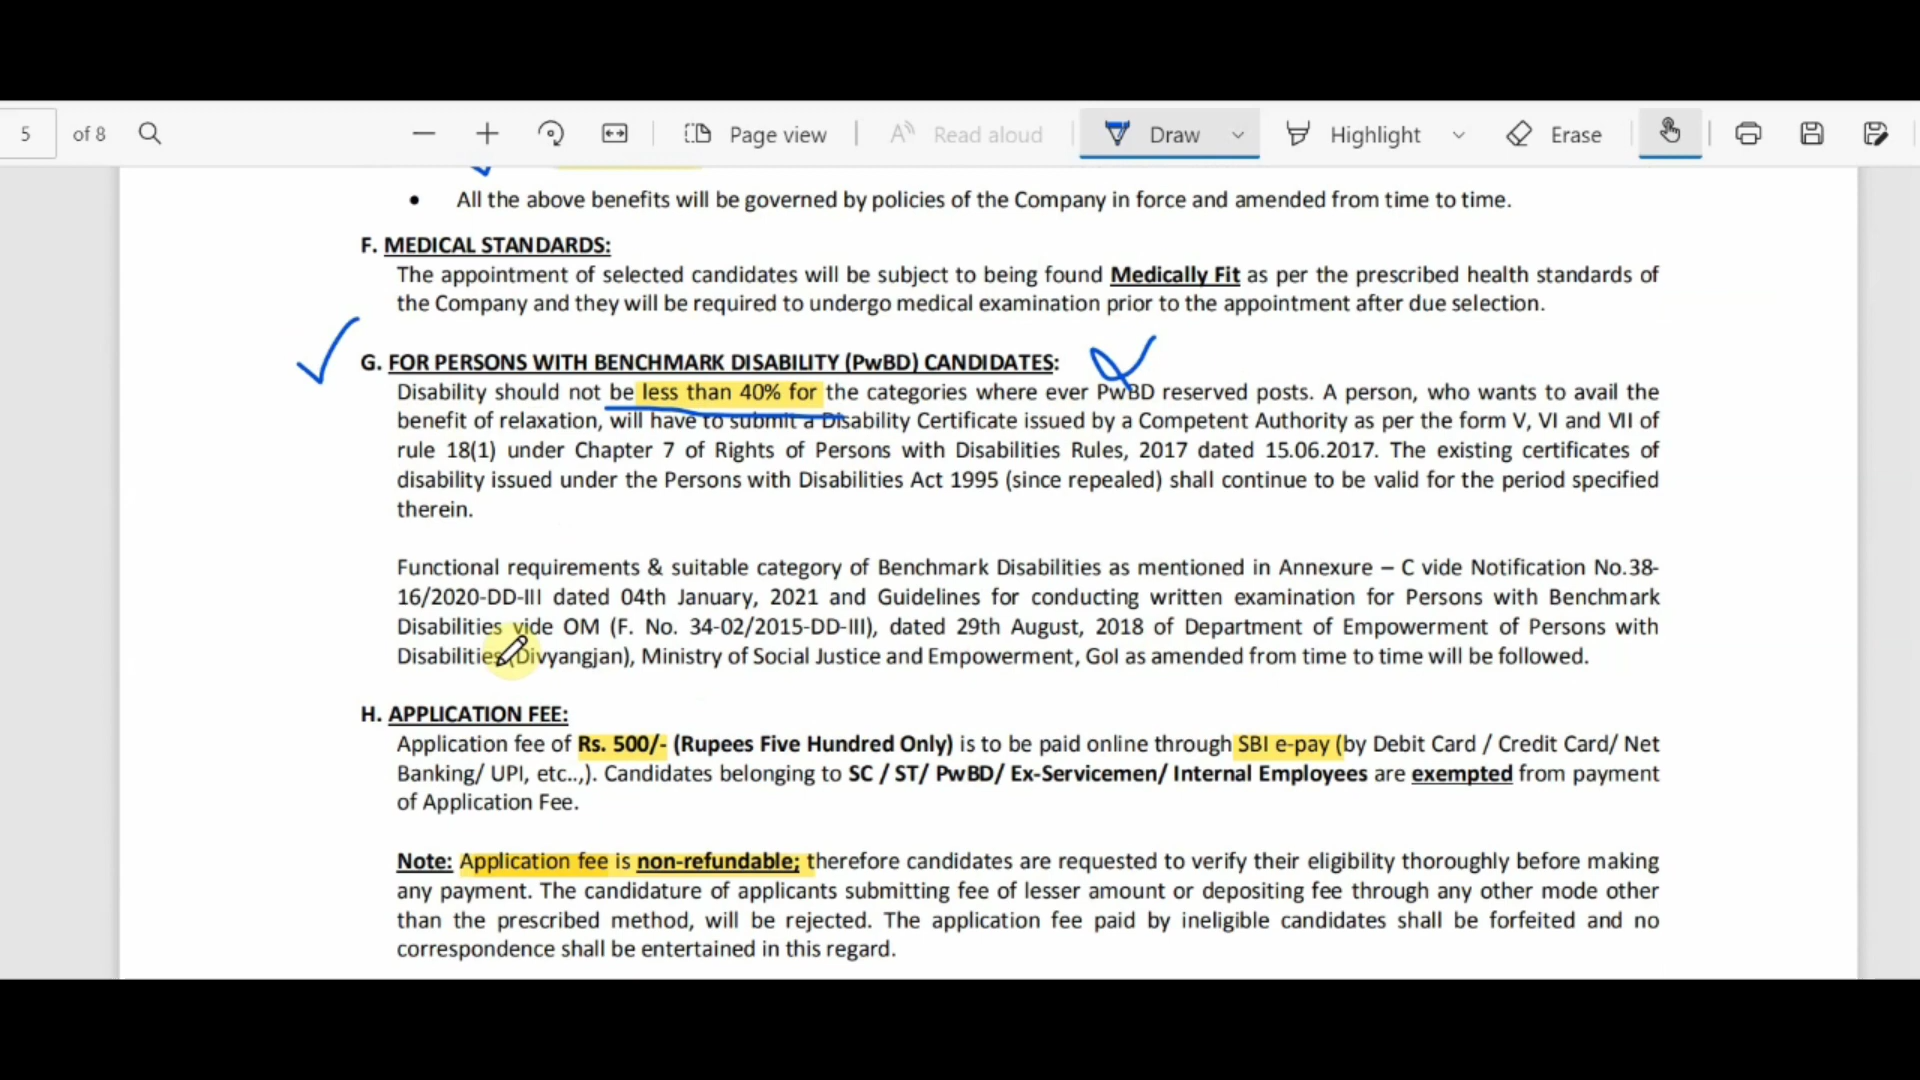 5 of 8 Page view Read aloud Draw Highlight Erase
• All the above benefits will be governed by policies of the Company in force and amended from time to time.
F. MEDICAL STANDARDS:
The appointment of selected candidates will be subject to being found Medically Fit as per the prescribed health standards of
the Company and they will be required to undergo medical examination prior to the appointment after due selection.
G. FOR PERSONS WITH BENCHMARK DISABILITY (PwBD) CANDIDATES:
Disability should not be less than 40% for the categories where ever PwBD reserved posts. A person, who wants to avail the
benefit of relaxation, will have to submit a Disability Certificate issued by a Competent Authority as per the form V, VI and VII of
rule 18(1) under Chapter 7 of Rights of Persons with Disabilities Rules, 2017 dated 15.06.2017. The existing certificates of
disability issued under the Persons with Disabilities Act 1995 (since repealed) shall continue to be valid for the period specified
therein.
Functional requirements & suitable category of Benchmark Disabilities as mentioned in Annexure – C vide Notification No.38-
16/2020-DD-III dated 04th January, 2021 and Guidelines for conducting written examination for Persons with Benchmark
Disabilities vide OM (F. No. 34-02/2015-DD-III), dated 29th August, 2018 of Department of Empowerment of Persons with
Disabilities (Divyangjan), Ministry of Social Justice and Empowerment, GoI as amended from time to time will be followed.
H. APPLICATION FEE:
Application fee of Rs. 500/- (Rupees Five Hundred Only) is to be paid online through SBI e-pay (by Debit Card / Credit Card/ Net
Banking/ UPI, etc..,). Candidates belonging to SC / ST/ PwBD/ Ex-Servicemen/ Internal Employees are exempted from payment
of Application Fee.
Note: Application fee is non-refundable; therefore candidates are requested to verify their eligibility thoroughly before making
any payment. The candidature of applicants submitting fee of lesser amount or depositing fee through any other mode other
than the prescribed method, will be rejected. The application fee paid by ineligible candidates shall be forfeited and no
correspondence shall be entertained in this regard.